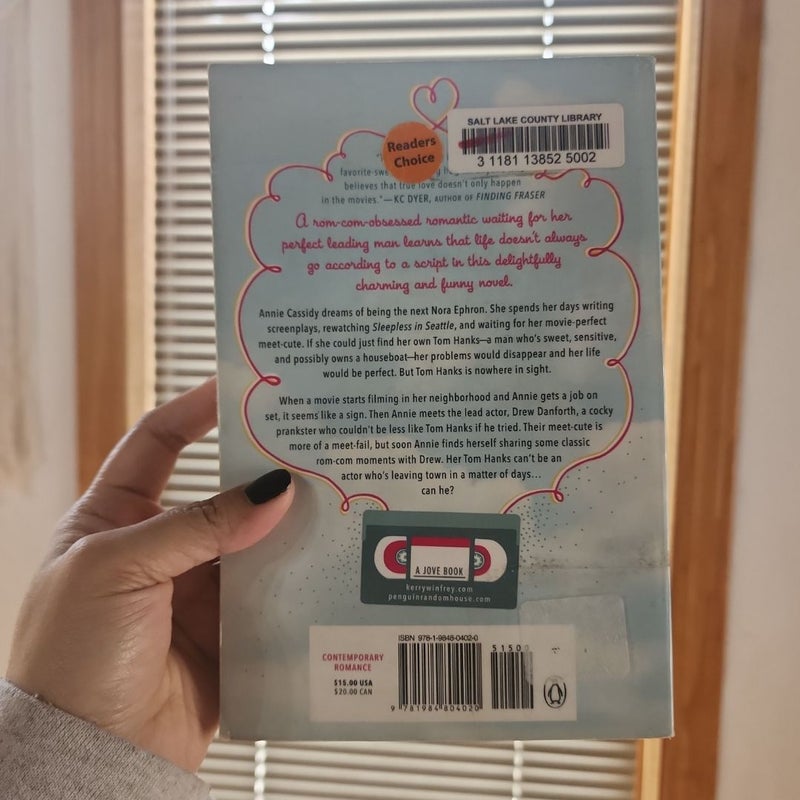 SALT LAKE COUNTY LIBRARY
3 1181 13852 5002
Readers
Choice
believes that true love doesn't only happen
in the movies."—KC DYER, AUTHOR OF FINDING FRASER
A rom-com-obsessed romantic waiting for her
perfect leading man learns that life doesn't always
go according to a script in this delightfully
charming and funny novel.
Annie Cassidy dreams of being the next Nora Ephron. She spends her days writing
screenplays, rewatching Sleepless in Seattle, and waiting for her movie-perfect
meet-cute. If she could just find her own Tom Hanks—a man who's sweet, sensitive,
and possibly owns a houseboat—her problems would disappear and her life
would be perfect. But Tom Hanks is nowhere in sight.
When a movie starts filming in her neighborhood and Annie gets a job on
set, it seems like a sign. Then Annie meets the lead actor, Drew Danforth, a cocky
prankster who couldn't be less like Tom Hanks if he tried. Their meet-cute is
more of a meet-fail, but soon Annie finds herself sharing some classic
rom-com moments with Drew. Her Tom Hanks can't be an
actor who's leaving town in a matter of days...
can he?
A JOVE BOOK
kerrywinfrey.com
penguinrandomhouse.com
CONTEMPORARY
ROMANCE
$15.00 USA
$20.00 CAN
ISBN 978-1-9848-0402-0
5 1 5 0 0
9 781984 804020